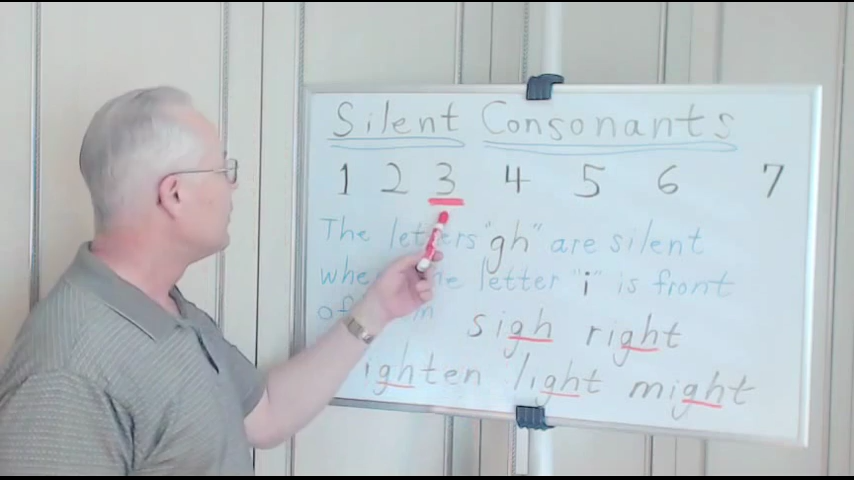 Silent Consonants
1 2 3 4 5 6 7
The letters "gh" are silent
the letter "i" is front
sigh right
light might